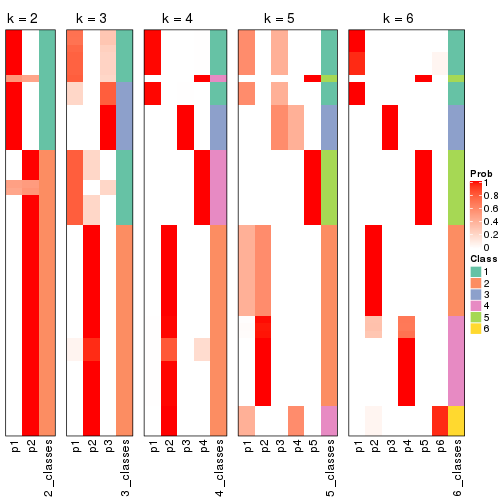 k = 2
k = 3
k = 4
k = 5
k = 6
Prob
1
0.8
0.6
0.4
0.2
0
Class
1
2
3
4
5
6
p1
p2
2_classes
p1
p2
p3
3_classes
p1
p2
p3
p4
4_classes
p1
p2
p3
p4
p5
5_classes
p1
p2
p3
p4
p5
p6
6_classes